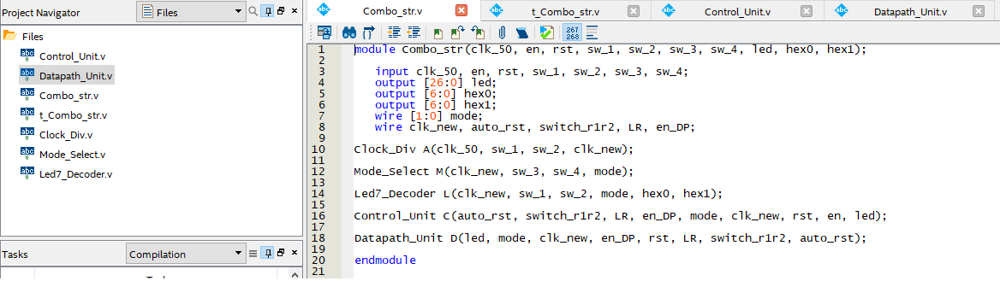 Project Navigator Files
Files
Control_Unit.v
Datapath_Unit.v
Combo_str.v
t_Combo_str.v
Clock_Div.v
Mode_Select.v
Led7_Decoder.v
Tasks Compilation
Combo_str.v t_Combo_str.v Control_Unit.v Datapath_Unit.v
267
268
1 module Combo_str(clk_50, en, rst, sw_1, sw_2, sw_3, sw_4, led, hex0, hex1);
2
3 input clk_50, en, rst, sw_1, sw_2, sw_3, sw_4;
4 output [26:0] led;
5 output [6:0] hex0;
6 output [6:0] hex1;
7 wire [1:0] mode;
8 wire clk_new, auto_rst, switch_r1r2, LR, en_DP;
9
10 Clock_Div A(clk_50, sw_1, sw_2, clk_new);
11
12 Mode_Select M(clk_new, sw_3, sw_4, mode);
13
14 Led7_Decoder L(clk_new, sw_1, sw_2, mode, hex0, hex1);
15
16 Control_Unit C(auto_rst, switch_r1r2, LR, en_DP, mode, clk_new, rst, en, led);
17
18 Datapath_Unit D(led, mode, clk_new, en_DP, rst, LR, switch_r1r2, auto_rst);
19
20 endmodule
21